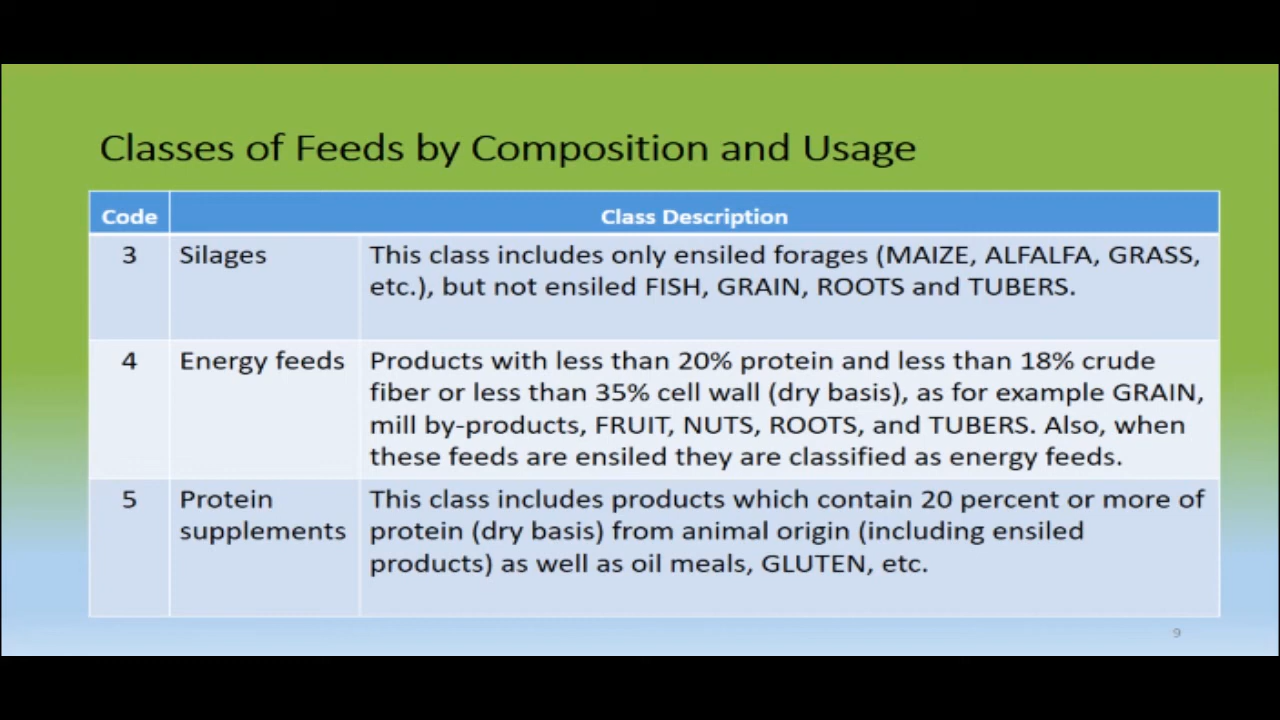 Classes of Feeds by Composition and Usage
Code Class Description
3 Silages This class includes only ensiled forages (MAIZE, ALFALFA, GRASS,
etc.), but not ensiled FISH, GRAIN, ROOTS and TUBERS.
4 Energy feeds Products with less than 20% protein and less than 18% crude
fiber or less than 35% cell wall (dry basis), as for example GRAIN,
mill by-products, FRUIT, NUTS, ROOTS, and TUBERS. Also, when
these feeds are ensiled they are classified as energy feeds.
5 Protein This class includes products which contain 20 percent or more of
supplements protein (dry basis) from animal origin (including ensiled
products) as well as oil meals, GLUTEN, etc.
9